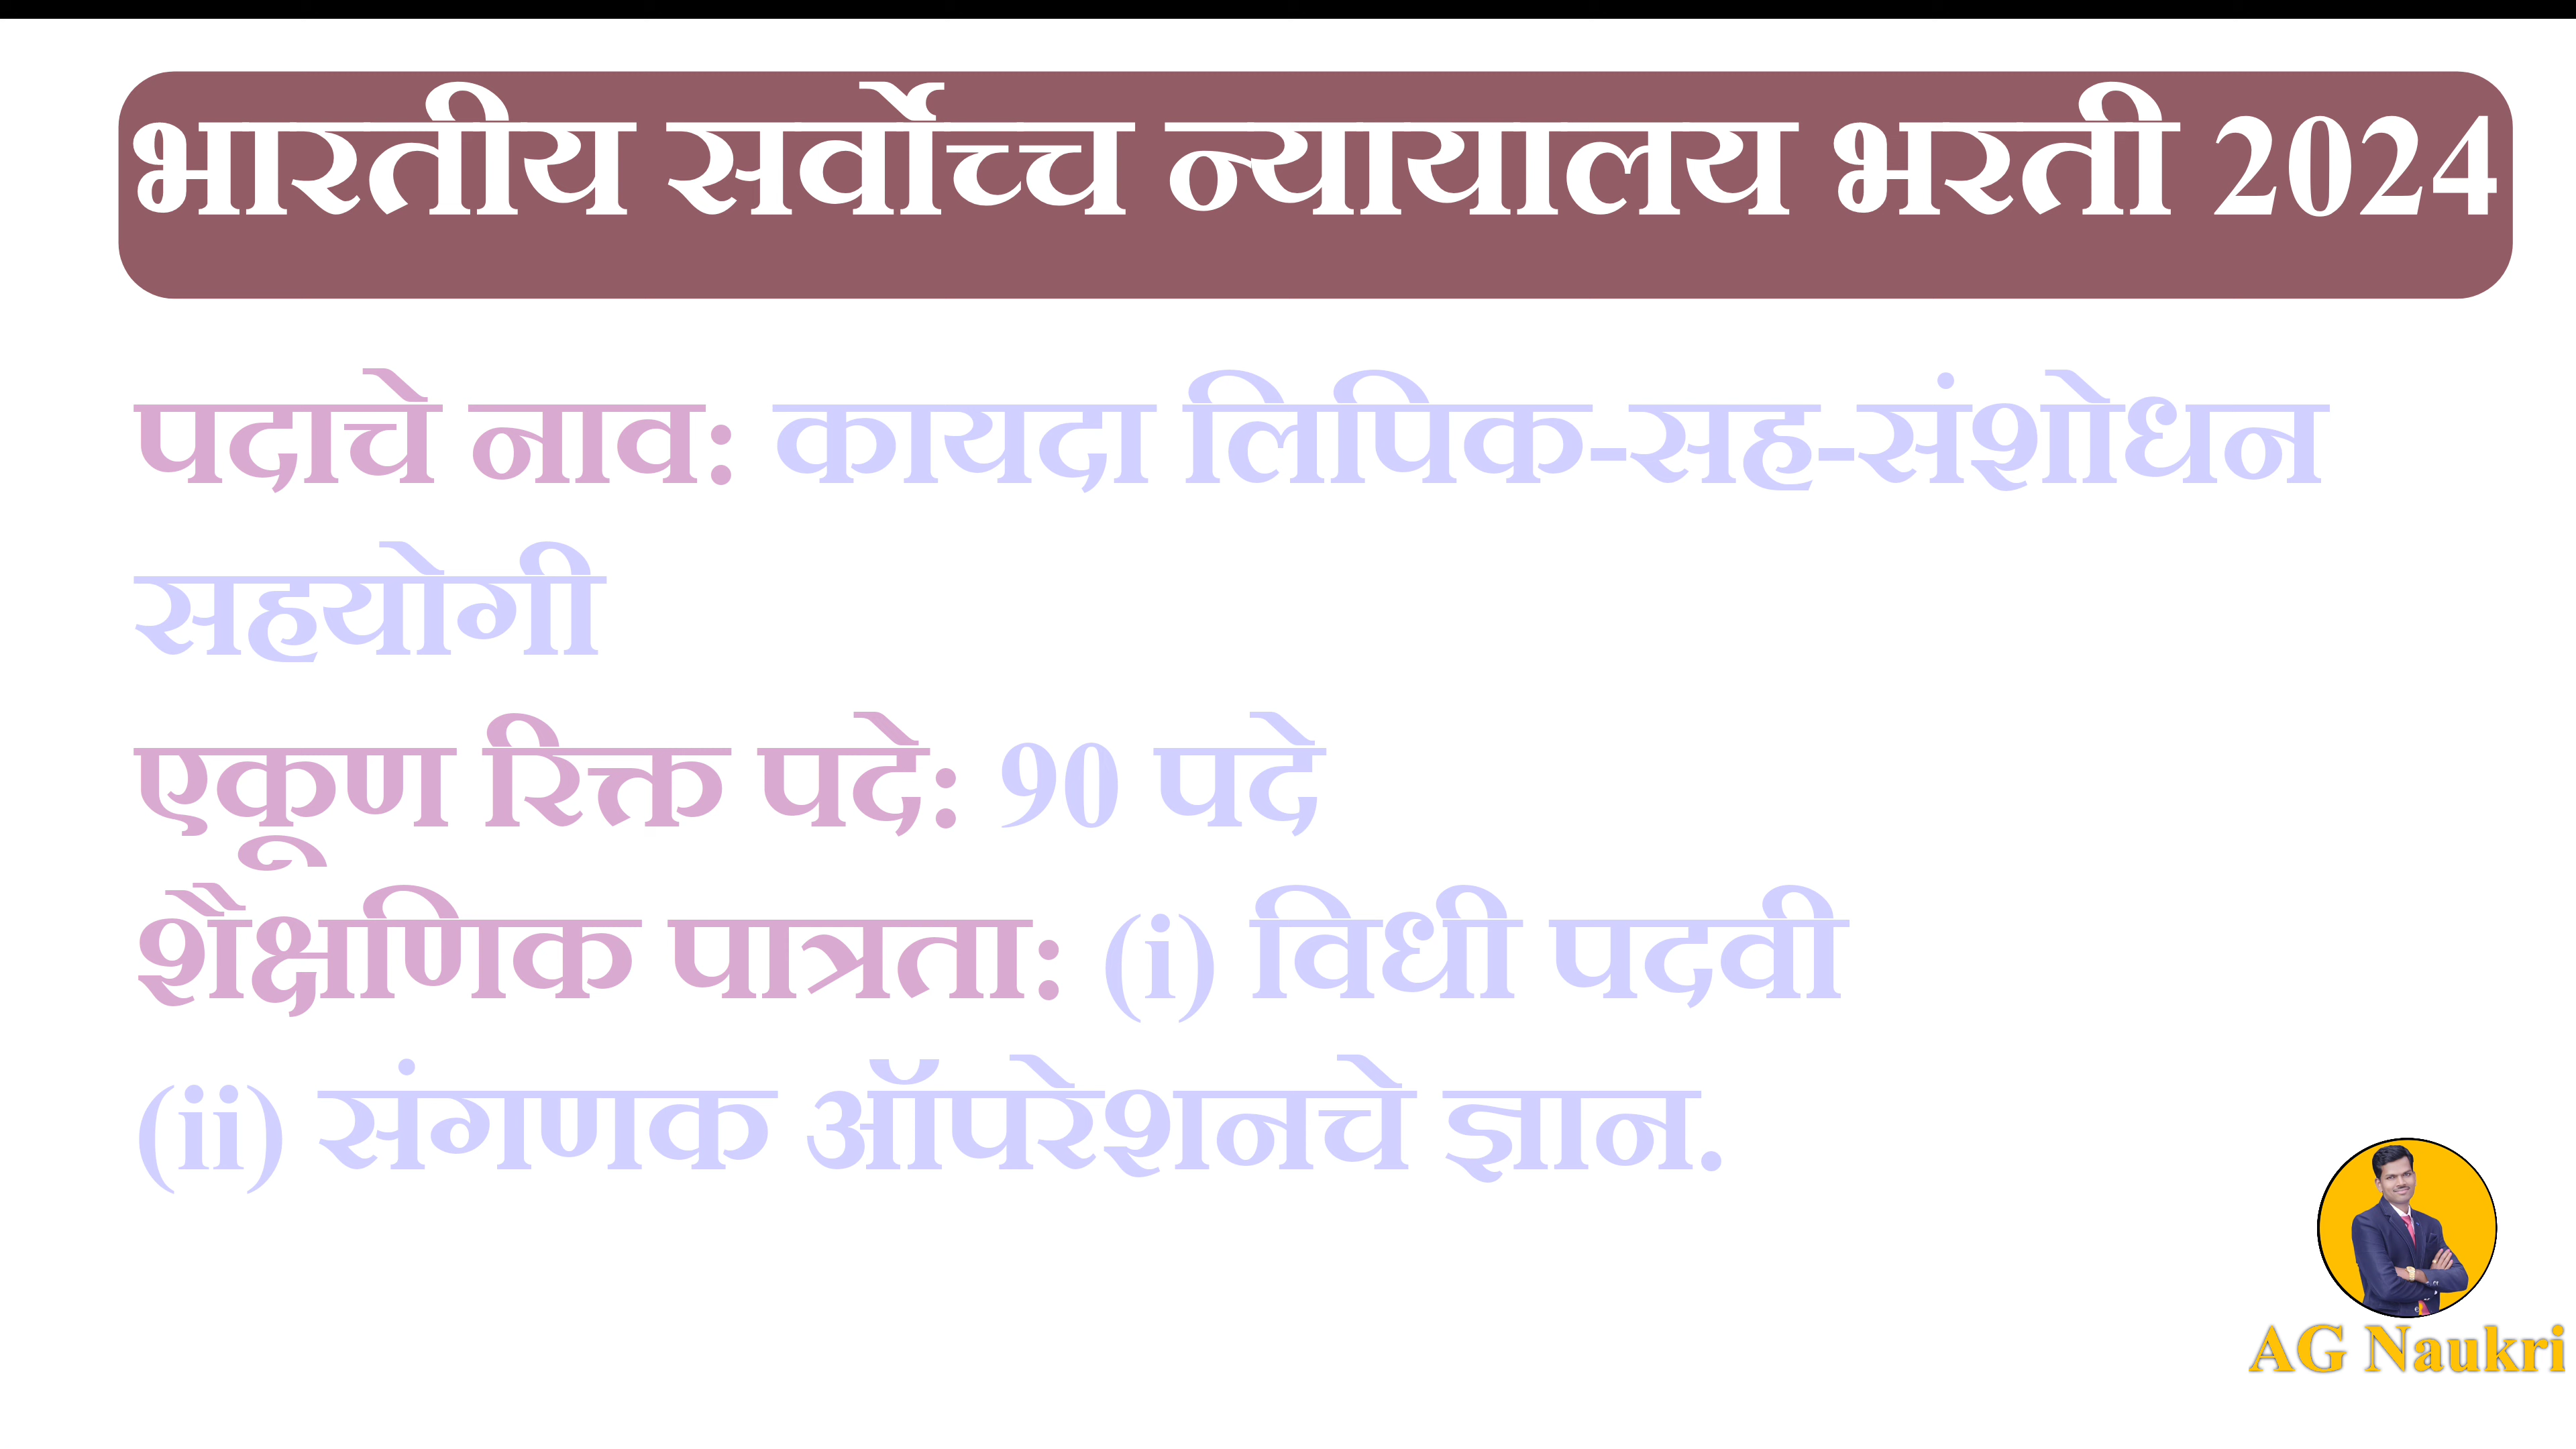 भारतीय सर्वोच्च न्यायालय भरती 2024
पदाचे नाव: कायदा लिपिक-सह-संशोधन
सहयोगी
एकूण रिक्त पदे: 90 पदे
शैक्षणिक पात्रता: (i) विधी पदवी
(ii) संगणक ऑपरेशनचे ज्ञान.
AG Naukri